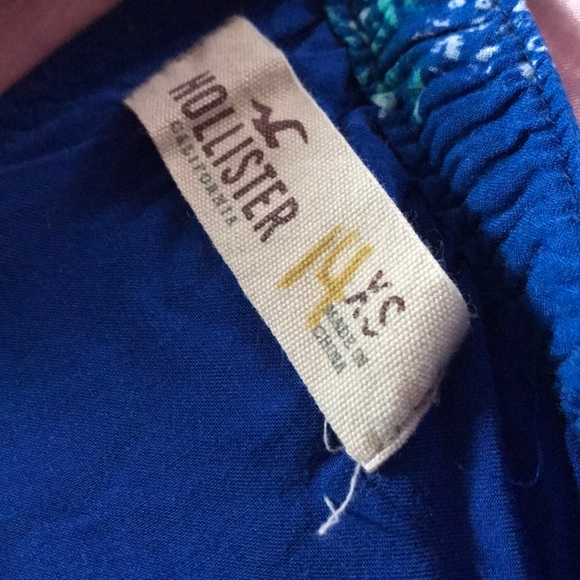 HOLLISTER
CALIFORNIA
14 XS
MADE IN
CHINA